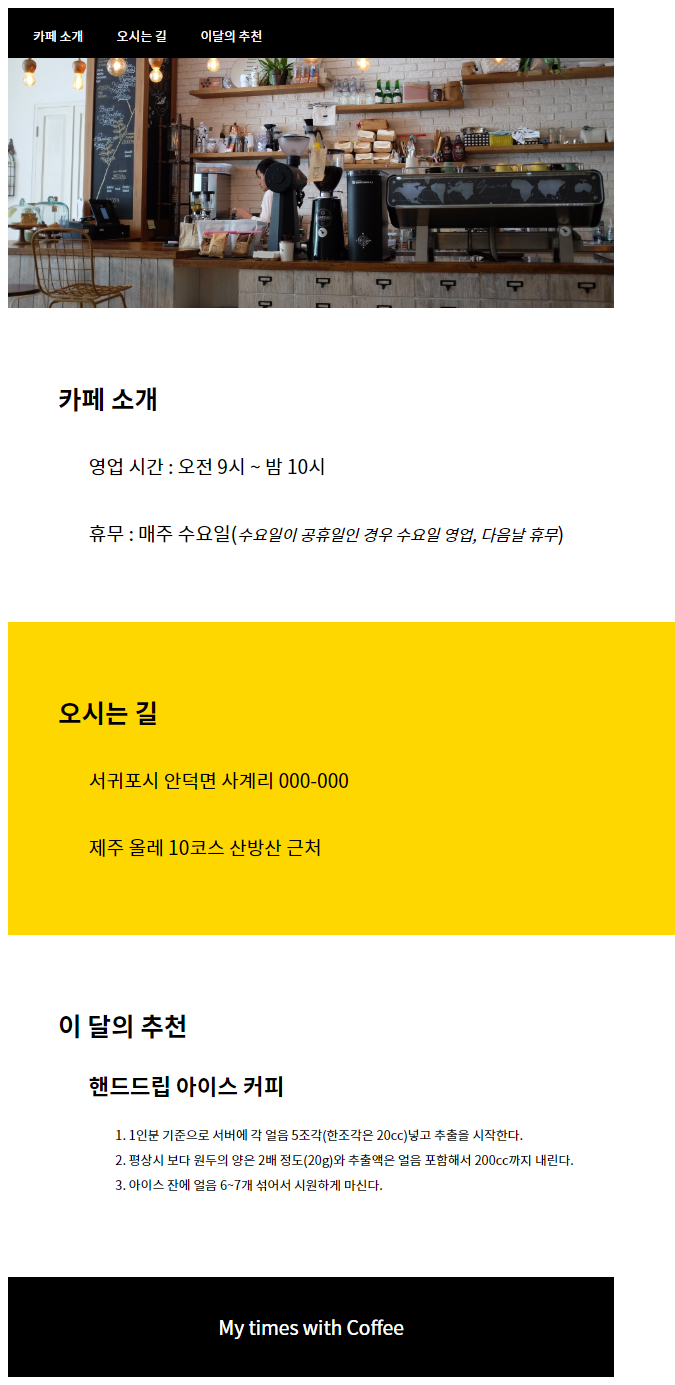 카페 소개 오시는 길 이달의 추천
카페 소개
영업 시간 : 오전 9시 ~ 밤 10시
휴무 : 매주 수요일(수요일이 공휴일인 경우 수요일 영업, 다음날 휴무)
오시는 길
서귀포시 안덕면 사계리 000-000
제주 올레 10코스 산방산 근처
이 달의 추천
핸드드립 아이스 커피
1. 1인분 기준으로 서버에 각 얼음 5조각(한조각은 20cc)넣고 추출을 시작한다.
2. 평상시 보다 원두의 양은 2배 정도(20g)와 추출액은 얼음 포함해서 200cc까지 내린다.
3. 아이스 잔에 얼음 6~7개 섞어서 시원하게 마신다.
My times with Coffee